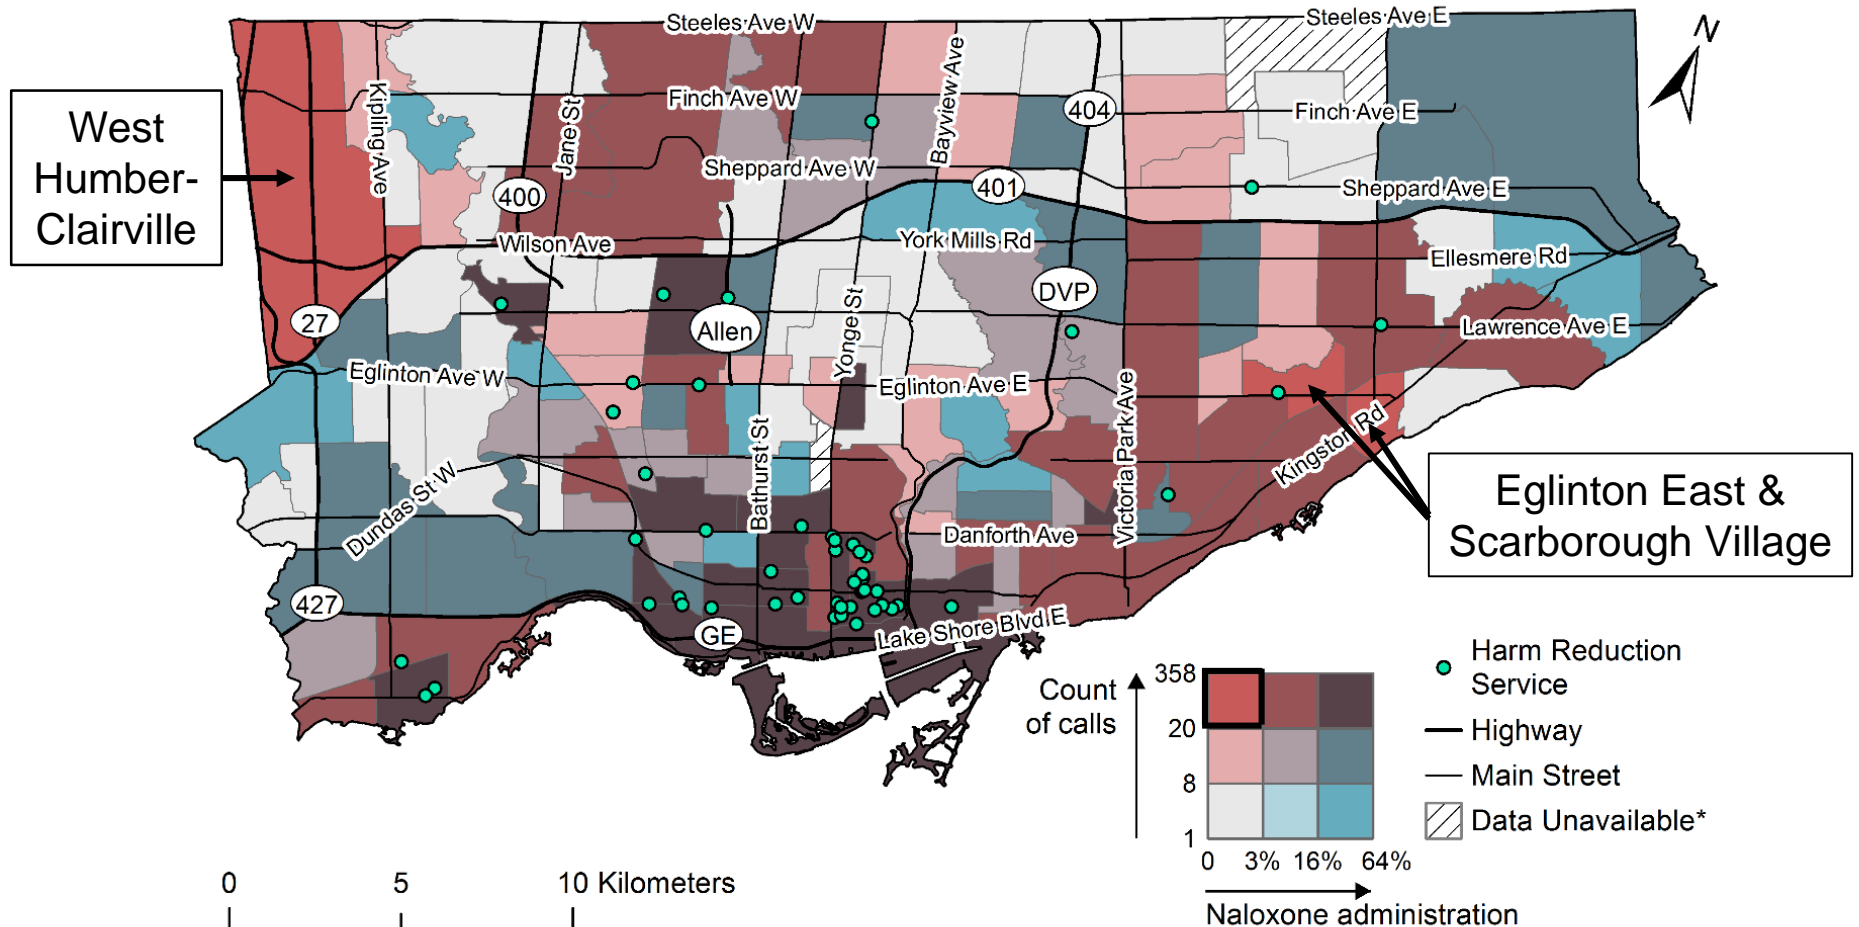 Steeles Ave W
Steeles Ave E
N
Finch Ave W
Finch Ave E
Kipling Ave
Jane St
Bayview Ave
404
West
Humber-
Clairville
Sheppard Ave W
Sheppard Ave E
400
401
Wilson Ave
York Mills Rd
Ellesmere Rd
27
Allen
DVP
Yonge St
Lawrence Ave E
Eglinton Ave W
Eglinton Ave E
Bathurst St
Victoria Park Ave
Kingston Rd
Dundas St W
Danforth Ave
Eglinton East &
Scarborough Village
427
GE
Lake Shore Blvd E
Count
of calls
358
20
8
1
0 3% 16% 64%
Naloxone administration
Harm Reduction
Service
Highway
Main Street
Data Unavailable*
0 5 10 Kilometers